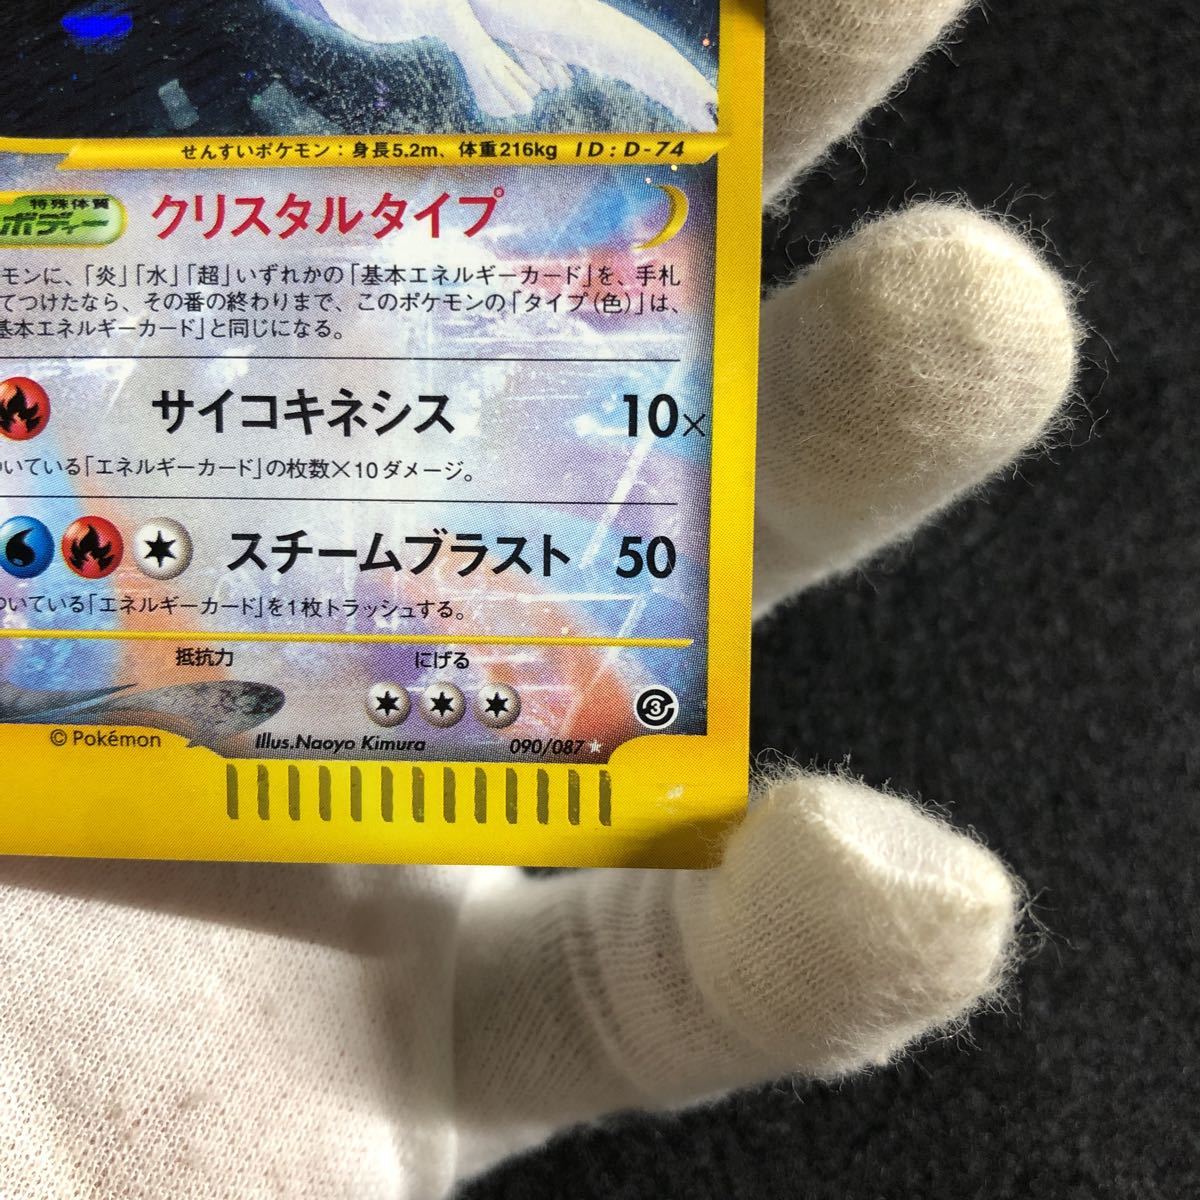 せんすいポケモン：身長5.2m、体重216kg ID：D-74
特殊体質
ボディー
クリスタルタイプ
モンに、「炎」「水」「超」いずれかの「基本エネルギーカード」を、手札
てつけたなら、その番の終わりまで、このポケモンの「タイプ（色）」は、
基本エネルギーカード」と同じになる。
サイコキネシス 10×
ついている「エネルギーカード」の枚数×10ダメージ。
スチームブラスト 50
ついている「エネルギーカード」を1枚トラッシュする。
抵抗力 にげる
3
© Pokémon Illus.Naoyo Kimura 090/087 ★